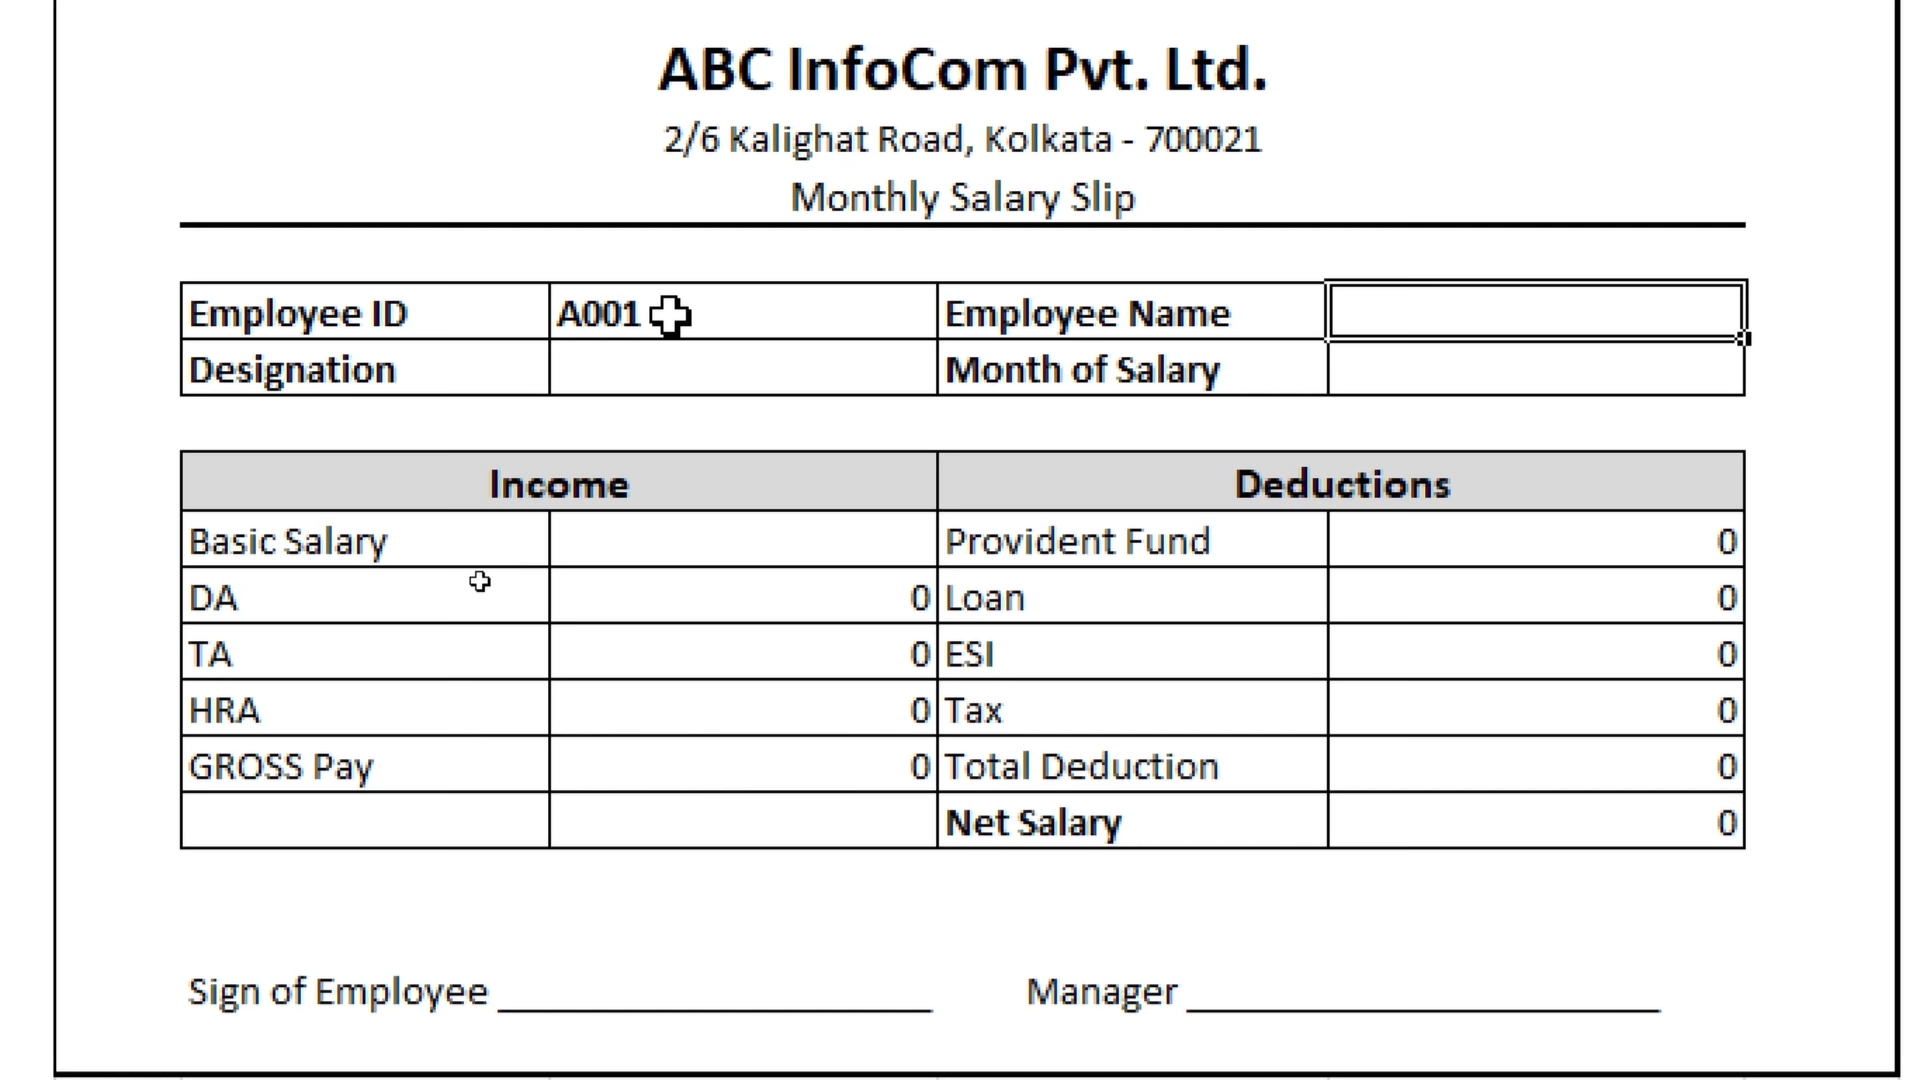 ABC InfoCom Pvt. Ltd.
2/6 Kalighat Road, Kolkata - 700021
Monthly Salary Slip
Employee ID A001 Employee Name
Designation Month of Salary
Income Deductions
Basic Salary Provident Fund 0
DA 0 Loan 0
TA 0 ESI 0
HRA 0 Tax 0
GROSS Pay 0 Total Deduction 0
Net Salary 0
Sign of Employee ____________________ Manager ______________________